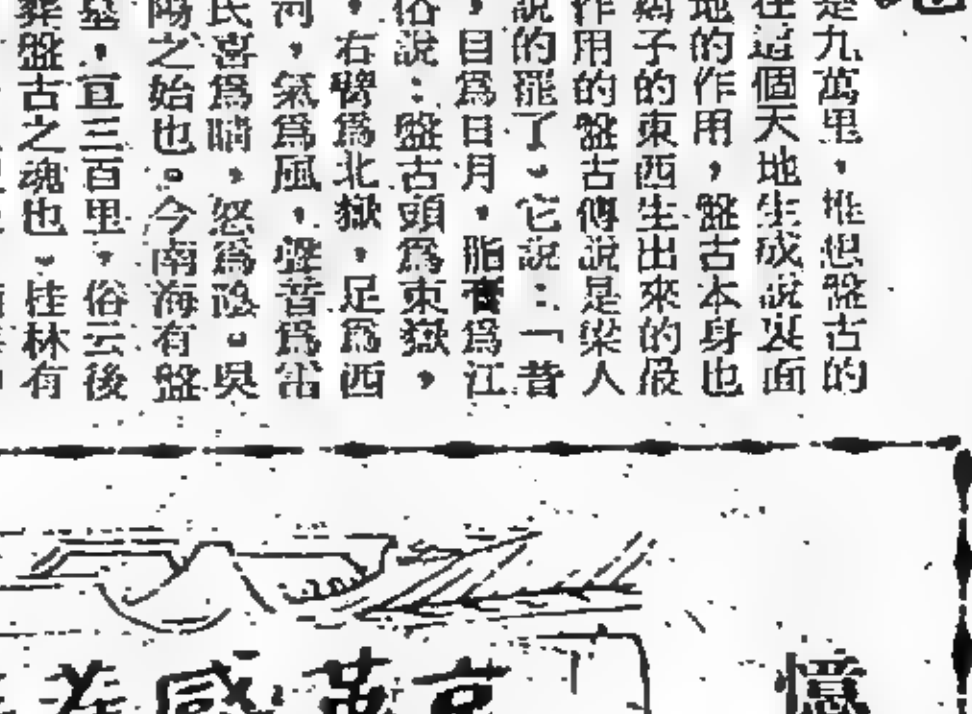 是九萬里，推想盤古的
在這個天地生成說裏面
地的作用，盤古本身也
子的東西生出來的最
作用的盤古傳說是梁人
說的罷了。它說：「昔
，目爲日月，脂膏爲江
俗說：盤古頭爲東嶽，
，右臂爲北嶽，足爲西
河，氣爲風，聲音爲雷
氏喜爲晴，怒爲陰。吳
陽之始也。今南海有盤
墓，亘三百里，俗云後
葬盤古之魂也。桂林有
憶